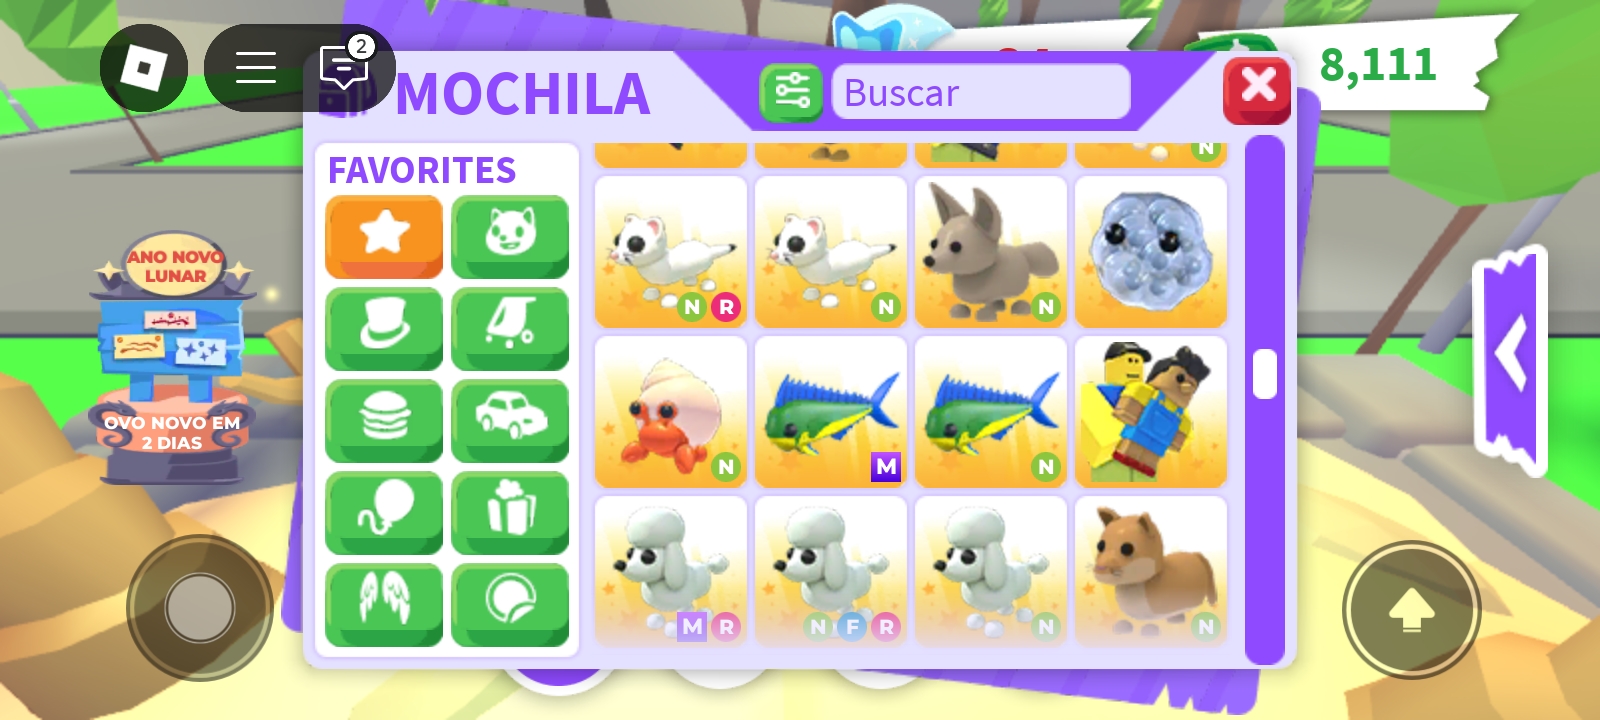 2
MOCHILA
Buscar
8,111
FAVORITES
N
N R
N
N
N
M
N
M R
N F R
N
N
ANO NOVO
LUNAR
OVO NOVO EM
2 DIAS